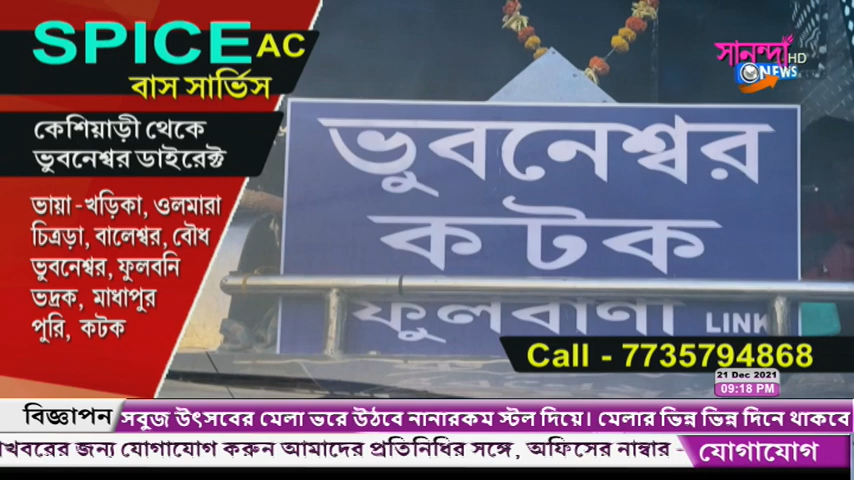 SPICE AC
বাস সার্ভিস
কেশিয়াড়ী থেকে
ভুবনেশ্বর ডাইরেক্ট
ভায়া - খড়িকা, ওলমারা
চিত্রড়া, বালেশ্বর, বৌধ
ভুবনেশ্বর, ফুলবনি
ভদ্রক, মাধাপুর
পুরি, কটক
সানন্দা HD
NEWS
ভুবনেশ্বর
কটক
ফুলবাণী LINK
Call - 7735794868
21 Dec 2021
09:18 PM
বিজ্ঞাপন সবুজ উৎসবের মেলা ভরে উঠবে নানারকম স্টল দিয়ে। মেলার ভিন্ন ভিন্ন দিনে থাকবে
খবরের জন্য যোগাযোগ করুন আমাদের প্রতিনিধির সঙ্গে, অফিসের নাম্বার - যোগাযোগ